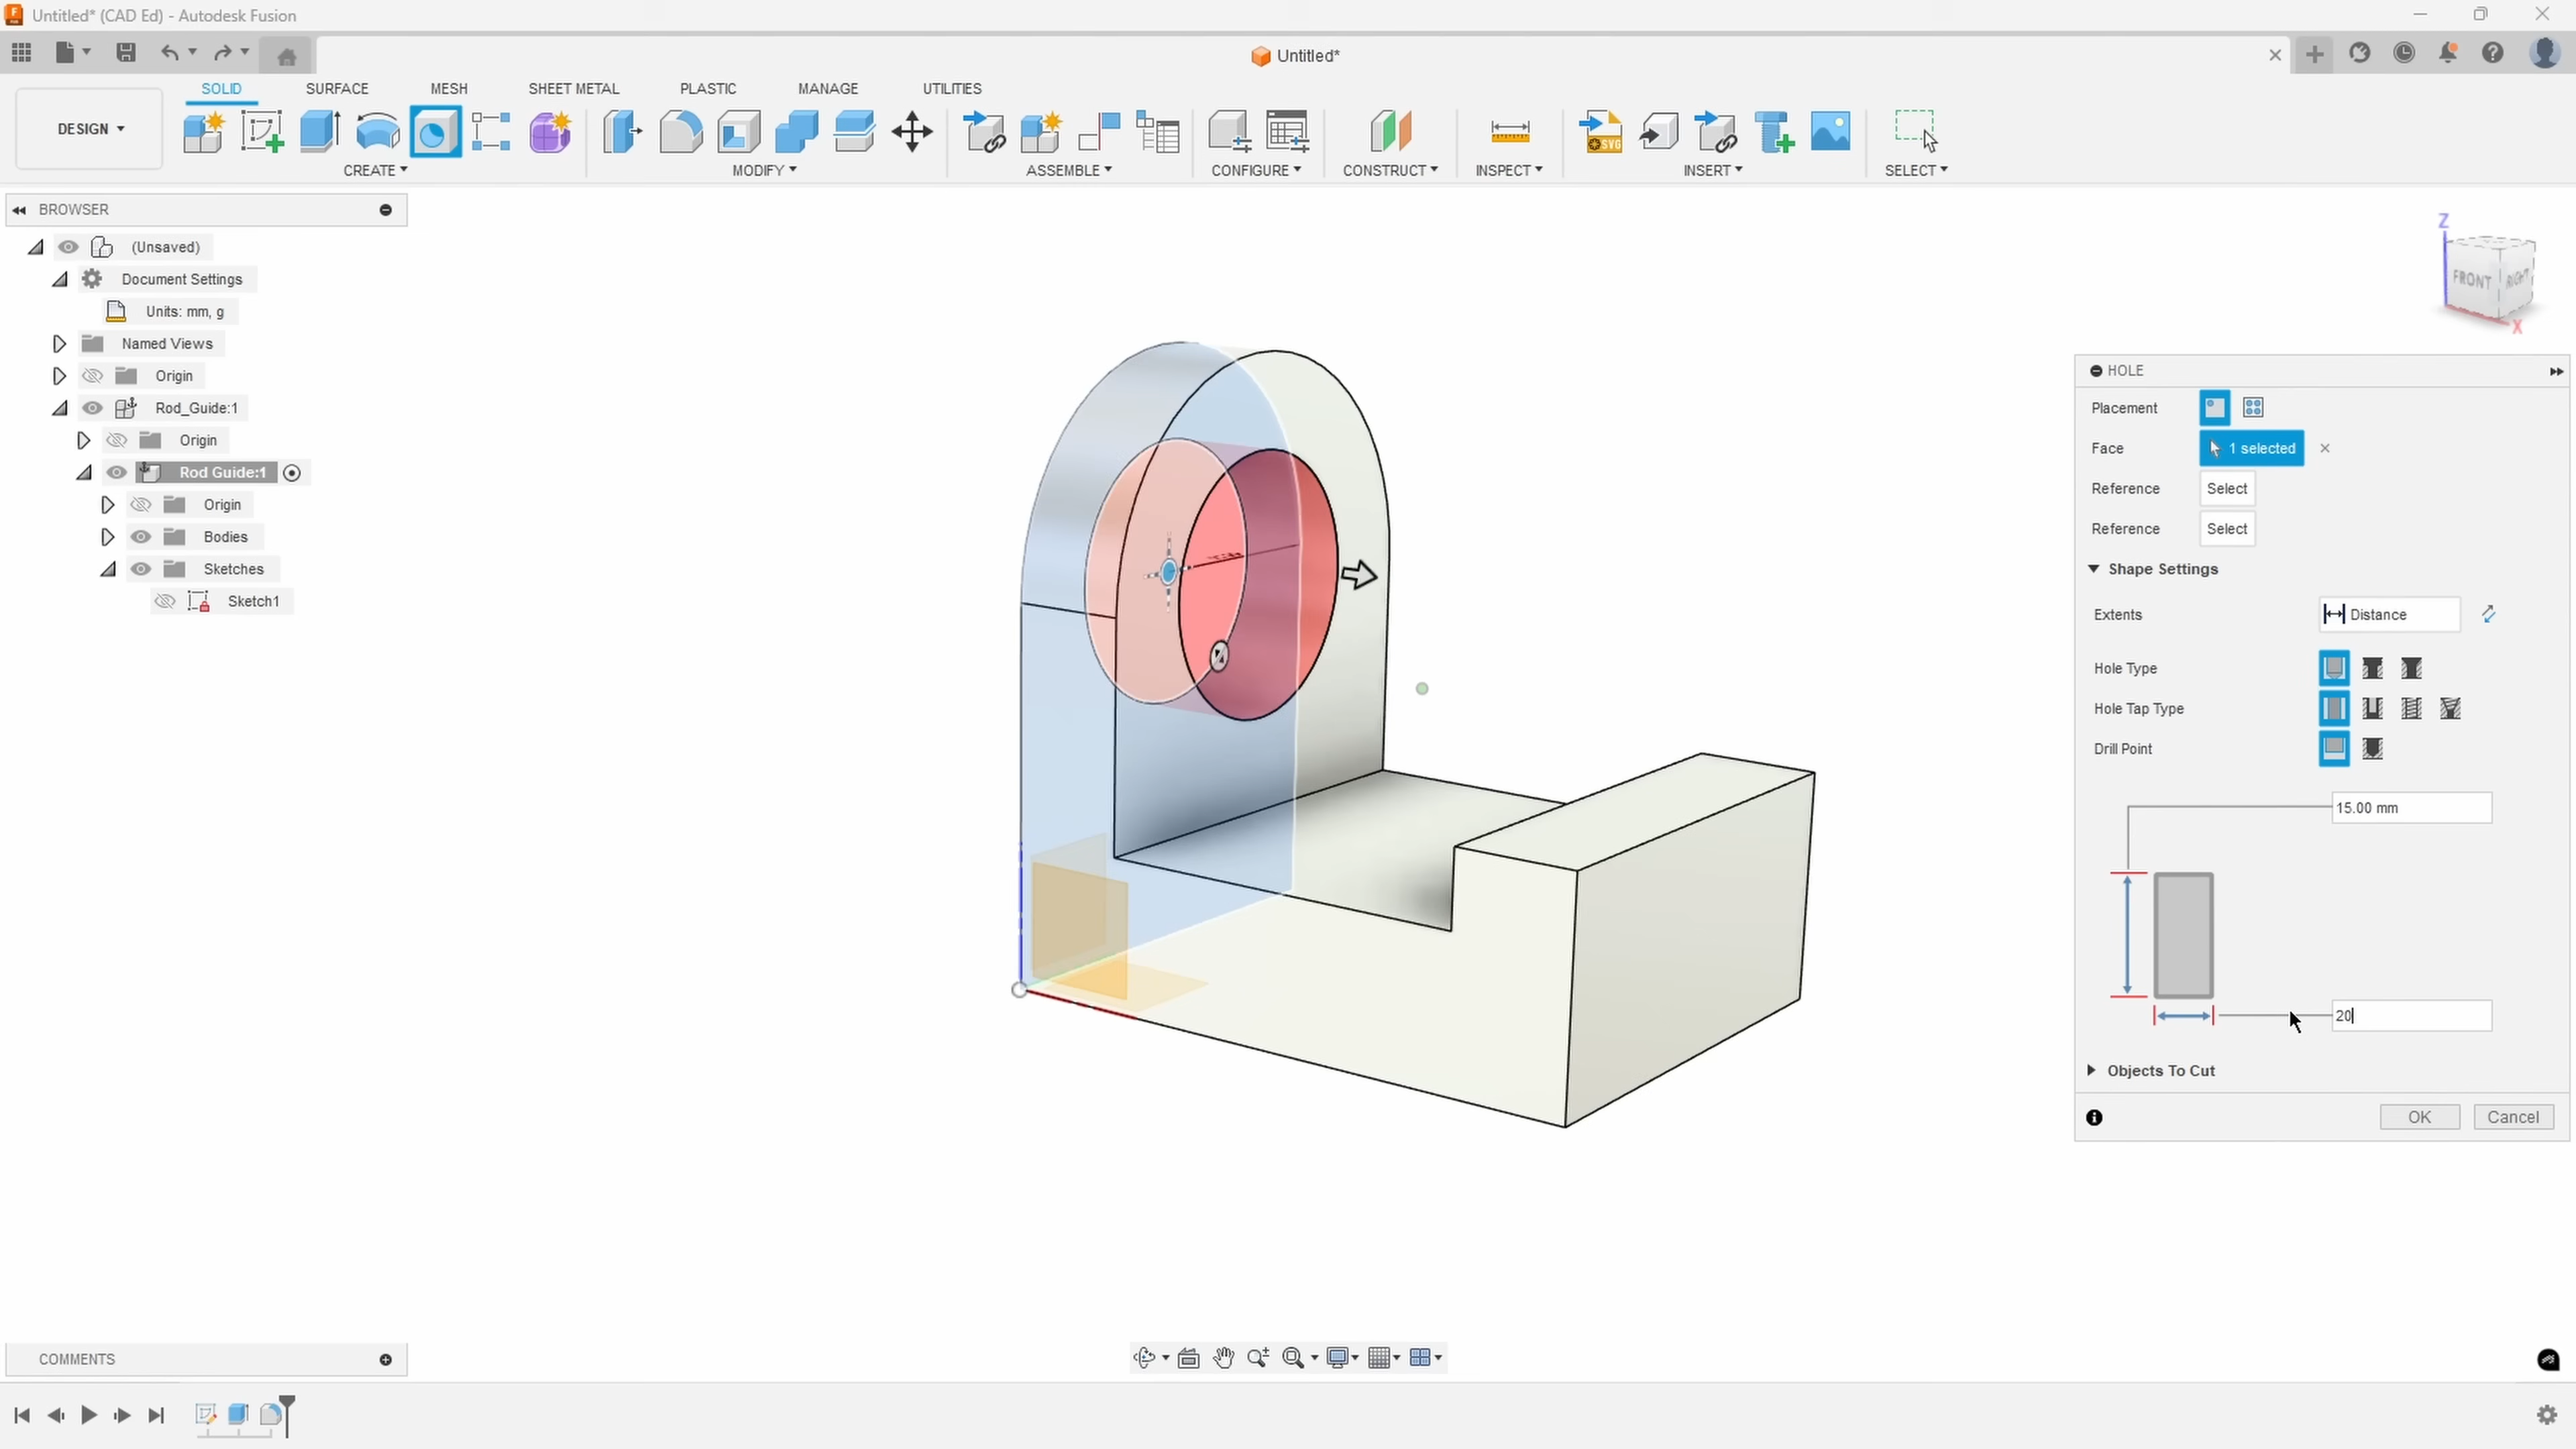 Untitled* (CAD Ed) - Autodesk Fusion
Untitled*
SOLID SURFACE MESH SHEET METAL PLASTIC MANAGE UTILITIES
DESIGN
SVG
CREATE MODIFY ASSEMBLE CONFIGURE CONSTRUCT INSPECT INSERT SELECT
BROWSER
(Unsaved)
Document Settings
Units: mm, g
Named Views
Origin
Rod_Guide:1
Origin
Rod Guide:1
Origin
Bodies
Sketches
Sketch1
Z
FRONT RIGHT
X
HOLE
Placement
Face 1 selected
Reference Select
Reference Select
Shape Settings
Extents Distance
Hole Type
Hole Tap Type
Drill Point
15.00 mm
20
Objects To Cut
OK Cancel
COMMENTS